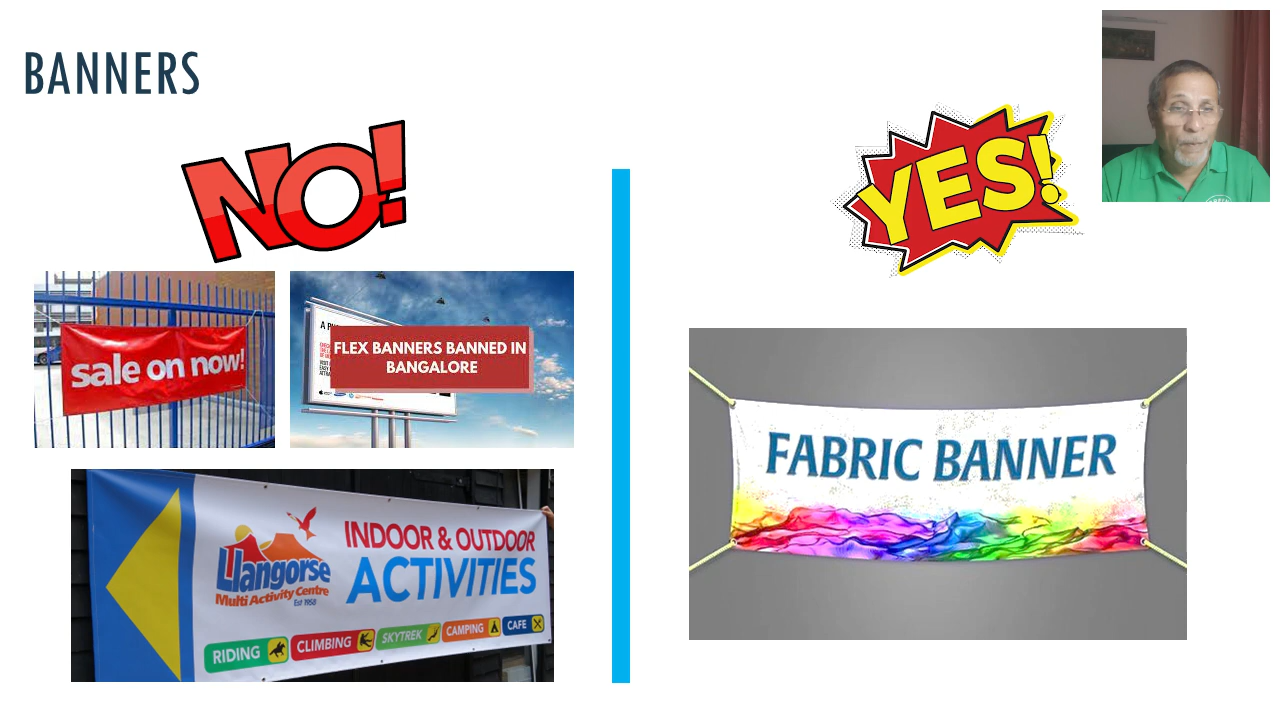 BANNERS
NO!
YES!
sale on now!
A P
FLEX BANNERS BANNED IN
BANGALORE
INDOOR & OUTDOOR
ACTIVITIES
Llangorse
Multi Activity Centre
Est 1958
RIDING
CLIMBING
SKYTREK
CAMPING
CAFE
FABRIC BANNER